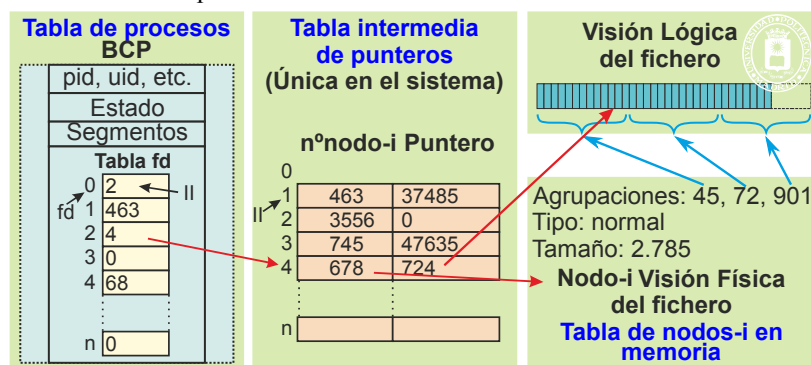 Tabla de procesos
BCP
pid, uid, etc.
Estado
Segmentos
Tabla fd
fd
0 2
II
1 463
2 4
3 0
4 68
n 0
Tabla intermedia
de punteros
(Única en el sistema)
nºnodo-i Puntero
0
II
1 463 37485
2 3556 0
3 745 47635
4 678 724
n
Visión Lógica
del fichero
Agrupaciones: 45, 72, 901
Tipo: normal
Tamaño: 2.785
Nodo-i Visión Física
del fichero
Tabla de nodos-i en
memoria